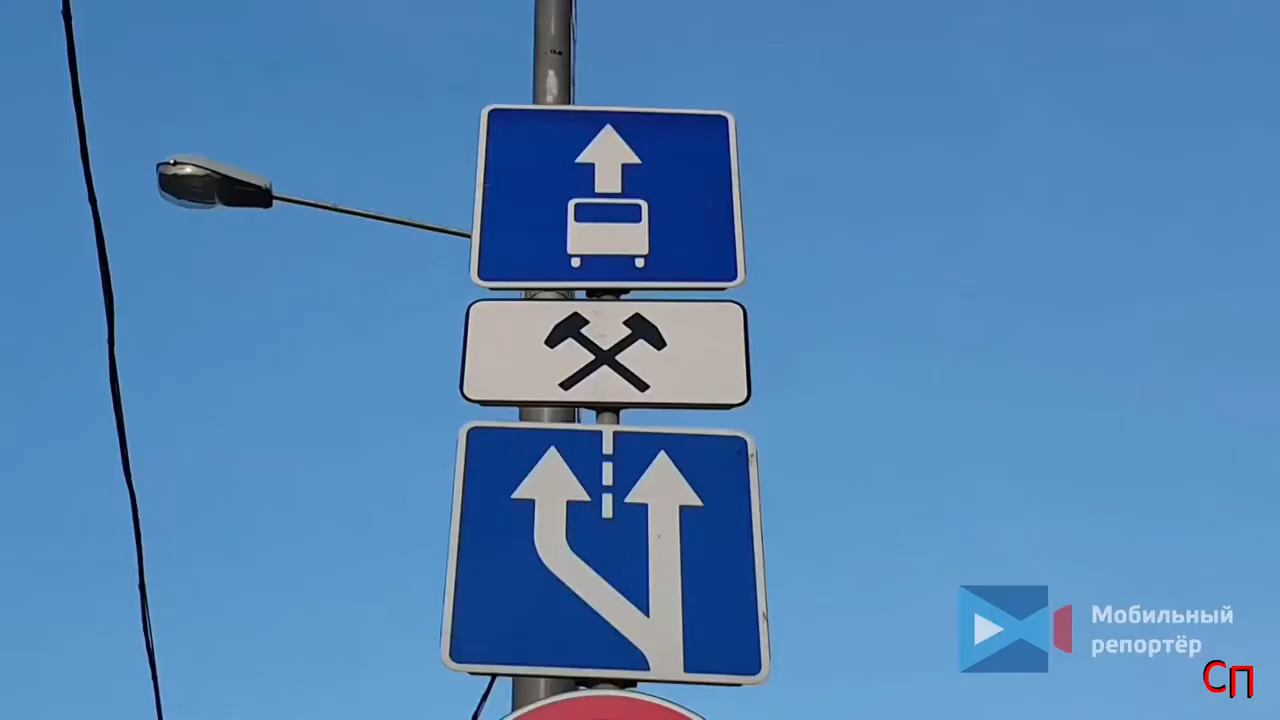 Мобильный
репортёр
Сп